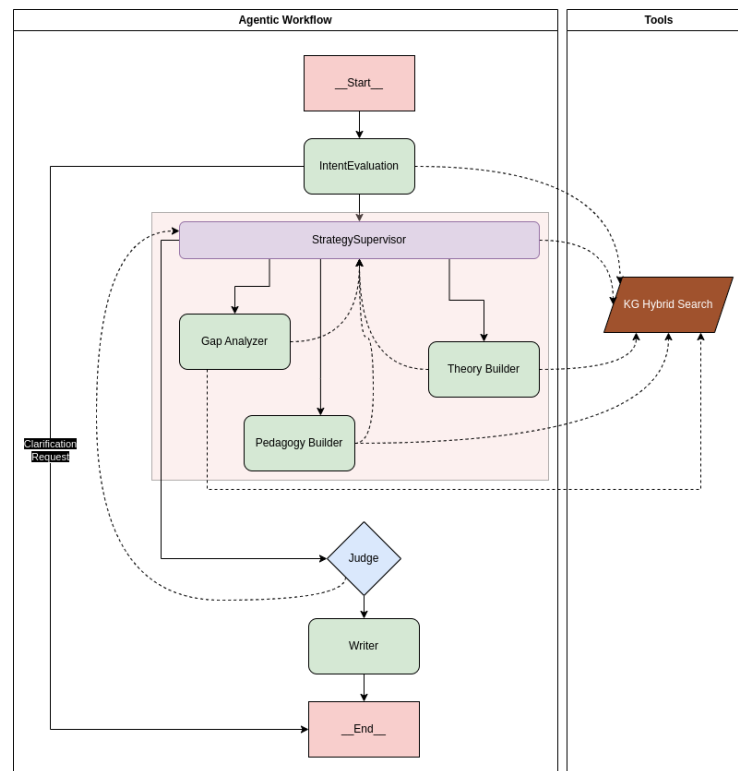 Agentic Workflow
Tools
__Start__
IntentEvaluation
StrategySupervisor
KG Hybrid Search
Gap Analyzer
Theory Builder
Pedagogy Builder
Clarification
Request
Judge
Writer
__End__